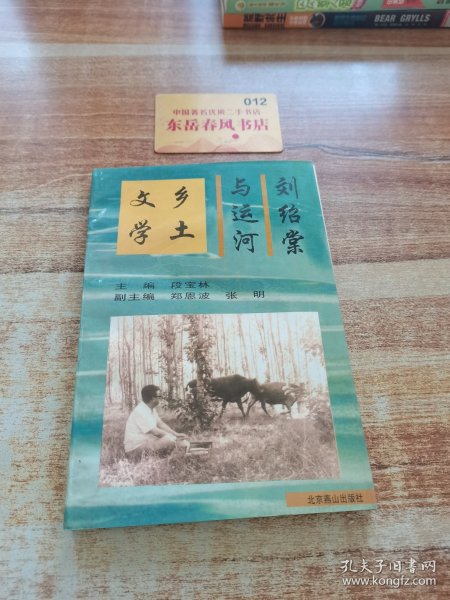 BEAR GRYLLS
012
中国著名优质二手书店
东岳春风书店
刘绍棠
与运河
乡土
文学
主编 段宝林
副主编 郑恩波 张明
北京燕山出版社
孔夫子旧书网
www.kongfz.com